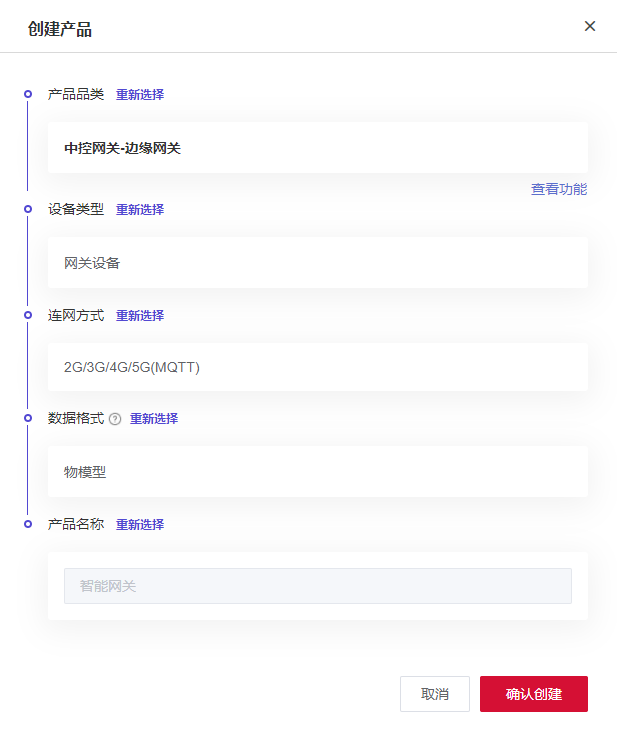 创建产品
产品品类 重新选择
中控网关-边缘网关
查看功能
设备类型 重新选择
网关设备
连网方式 重新选择
2G/3G/4G/5G(MQTT)
数据格式 ? 重新选择
物模型
产品名称 重新选择
智能网关
取消 确认创建